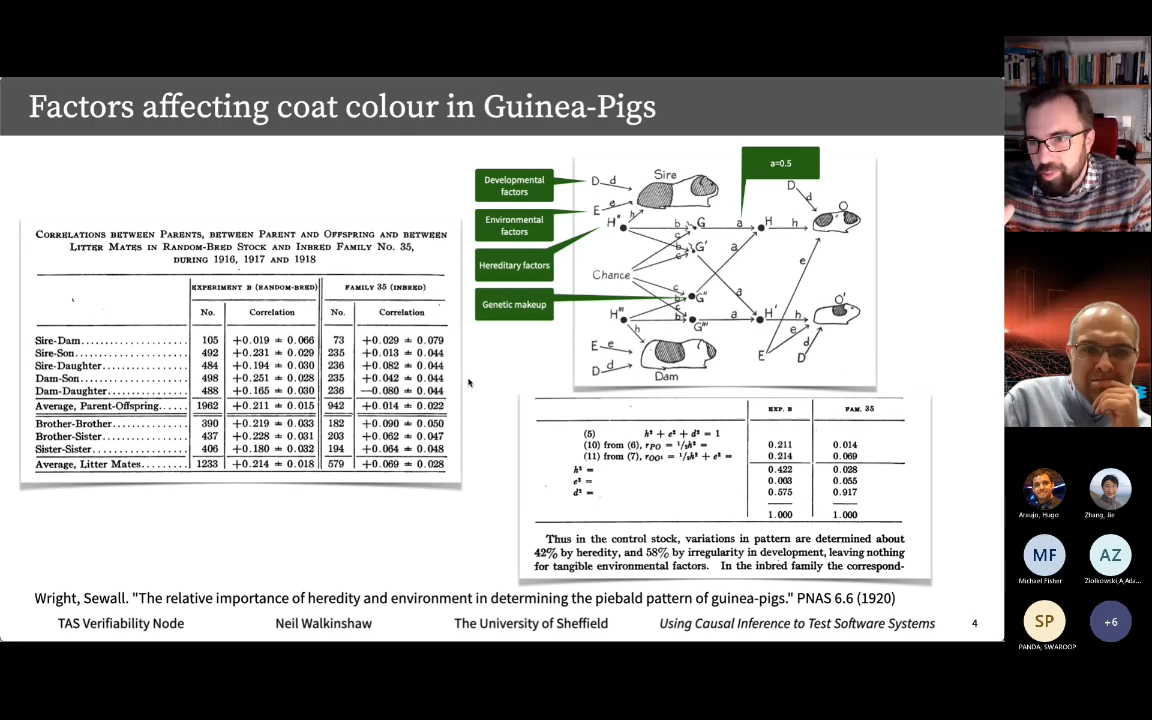 Factors affecting coat colour in Guinea-Pigs
CORRELATIONS BETWEEN PARENTS, BETWEEN PARENT AND OFFSPRING AND BETWEEN
LITTER MATES IN RANDOM-BRED STOCK AND INBRED FAMILY NO. 35,
DURING 1916, 1917 AND 1918
EXPERIMENT B (RANDOM-BRED) FAMILY 35 (INBRED)
No. Correlation No. Correlation
Sire-Dam 105 +0.019 ± 0.066 73 +0.029 ± 0.079
Sire-Son 492 +0.231 ± 0.029 235 +0.013 ± 0.044
Sire-Daughter 484 +0.194 ± 0.030 236 +0.082 ± 0.044
Dam-Son 498 +0.251 ± 0.028 235 +0.042 ± 0.044
Dam-Daughter 488 +0.165 ± 0.030 236 −0.080 ± 0.044
Average, Parent-Offspring 1962 +0.211 ± 0.015 942 +0.014 ± 0.022
Brother-Brother 390 +0.219 ± 0.033 182 +0.090 ± 0.050
Brother-Sister 437 +0.228 ± 0.031 203 +0.062 ± 0.047
Sister-Sister 406 +0.180 ± 0.032 194 +0.064 ± 0.048
Average, Litter Mates 1233 +0.214 ± 0.018 579 +0.069 ± 0.028
Developmental
factors
Environmental
factors
Hereditary factors
Genetic makeup
a=0.5
D d Sire
E e
H" h b G a H h O
D d
c G' a
Chance e
c G" a
H''' b G''' a H' h O'
h e
E e E D d
D d
Dam
EXP. B FAM. 35
(5) h² + e² + d² = 1
(10) from (6), rPO = ½h² = 0.211 0.014
(11) from (7), rOO¹ = ½h² + e² = 0.214 0.069
h² = 0.422 0.028
e² = 0.003 0.055
d² = 0.575 0.917
1.000 1.000
Thus in the control stock, variations in pattern are determined about
42% by heredity, and 58% by irregularity in development, leaving nothing
for tangible environmental factors. In the inbred family the correspond-
Wright, Sewall. "The relative importance of heredity and environment in determining the piebald pattern of guinea-pigs." PNAS 6.6 (1920)
TAS Verifiability Node Neil Walkinshaw The University of Sheffield Using Causal Inference to Test Software Systems 4
Araujo, Hugo Zhang, Jie
MF AZ
Michael Fisher Ziolkowski,A,Ada...
SP +6
PANDA, SWAROOP